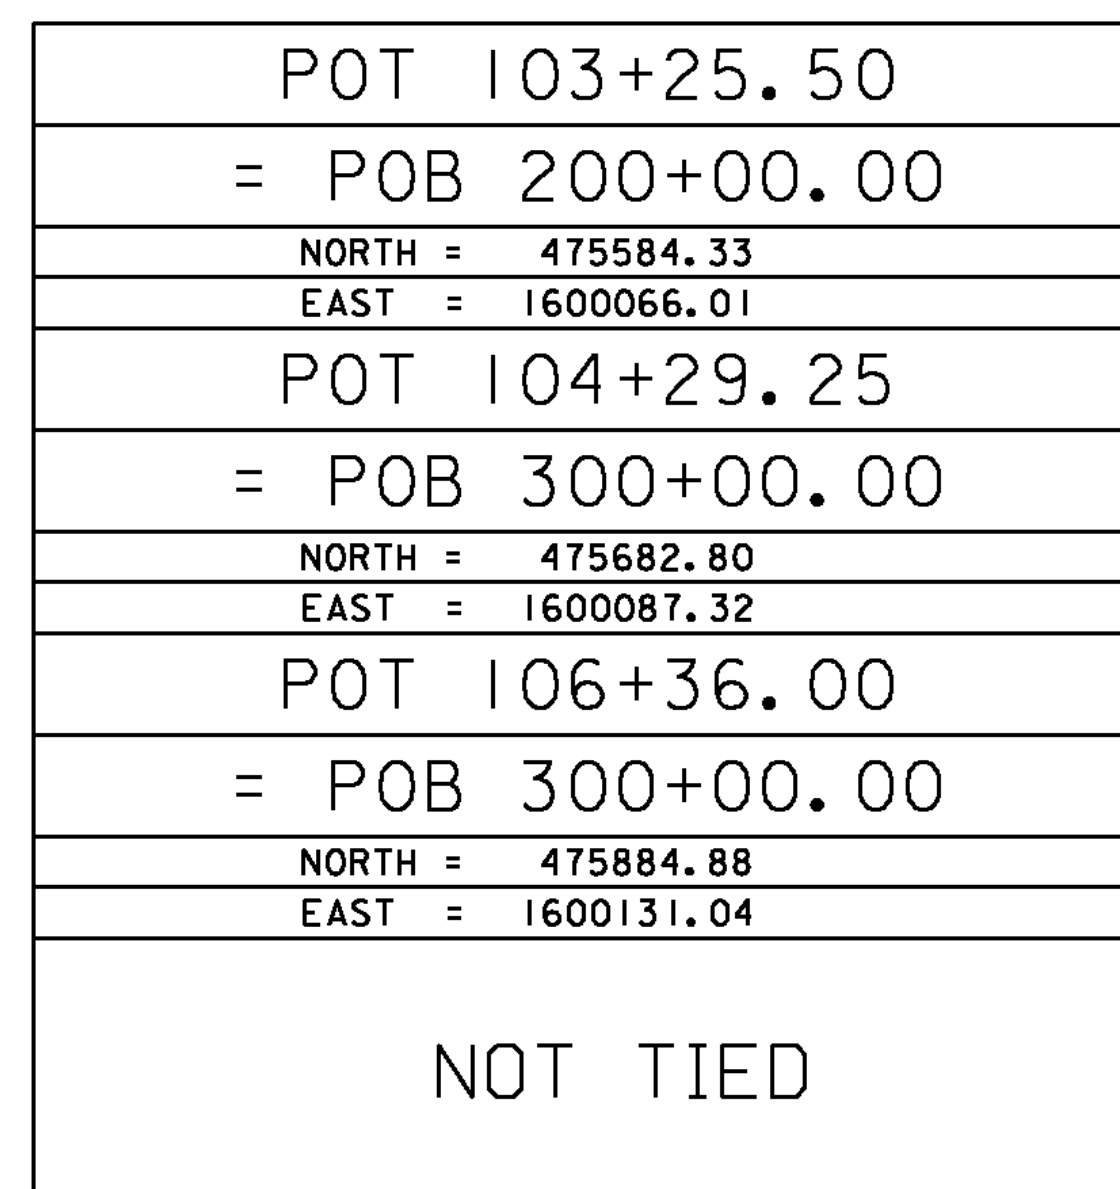 POT 103+25.50
= POB 200+00.00
NORTH = 475584.33
EAST = 1600066.01
POT 104+29.25
= POB 300+00.00
NORTH = 475682.80
EAST = 1600087.32
POT 106+36.00
= POB 300+00.00
NORTH = 475884.88
EAST = 1600131.04
NOT TIED